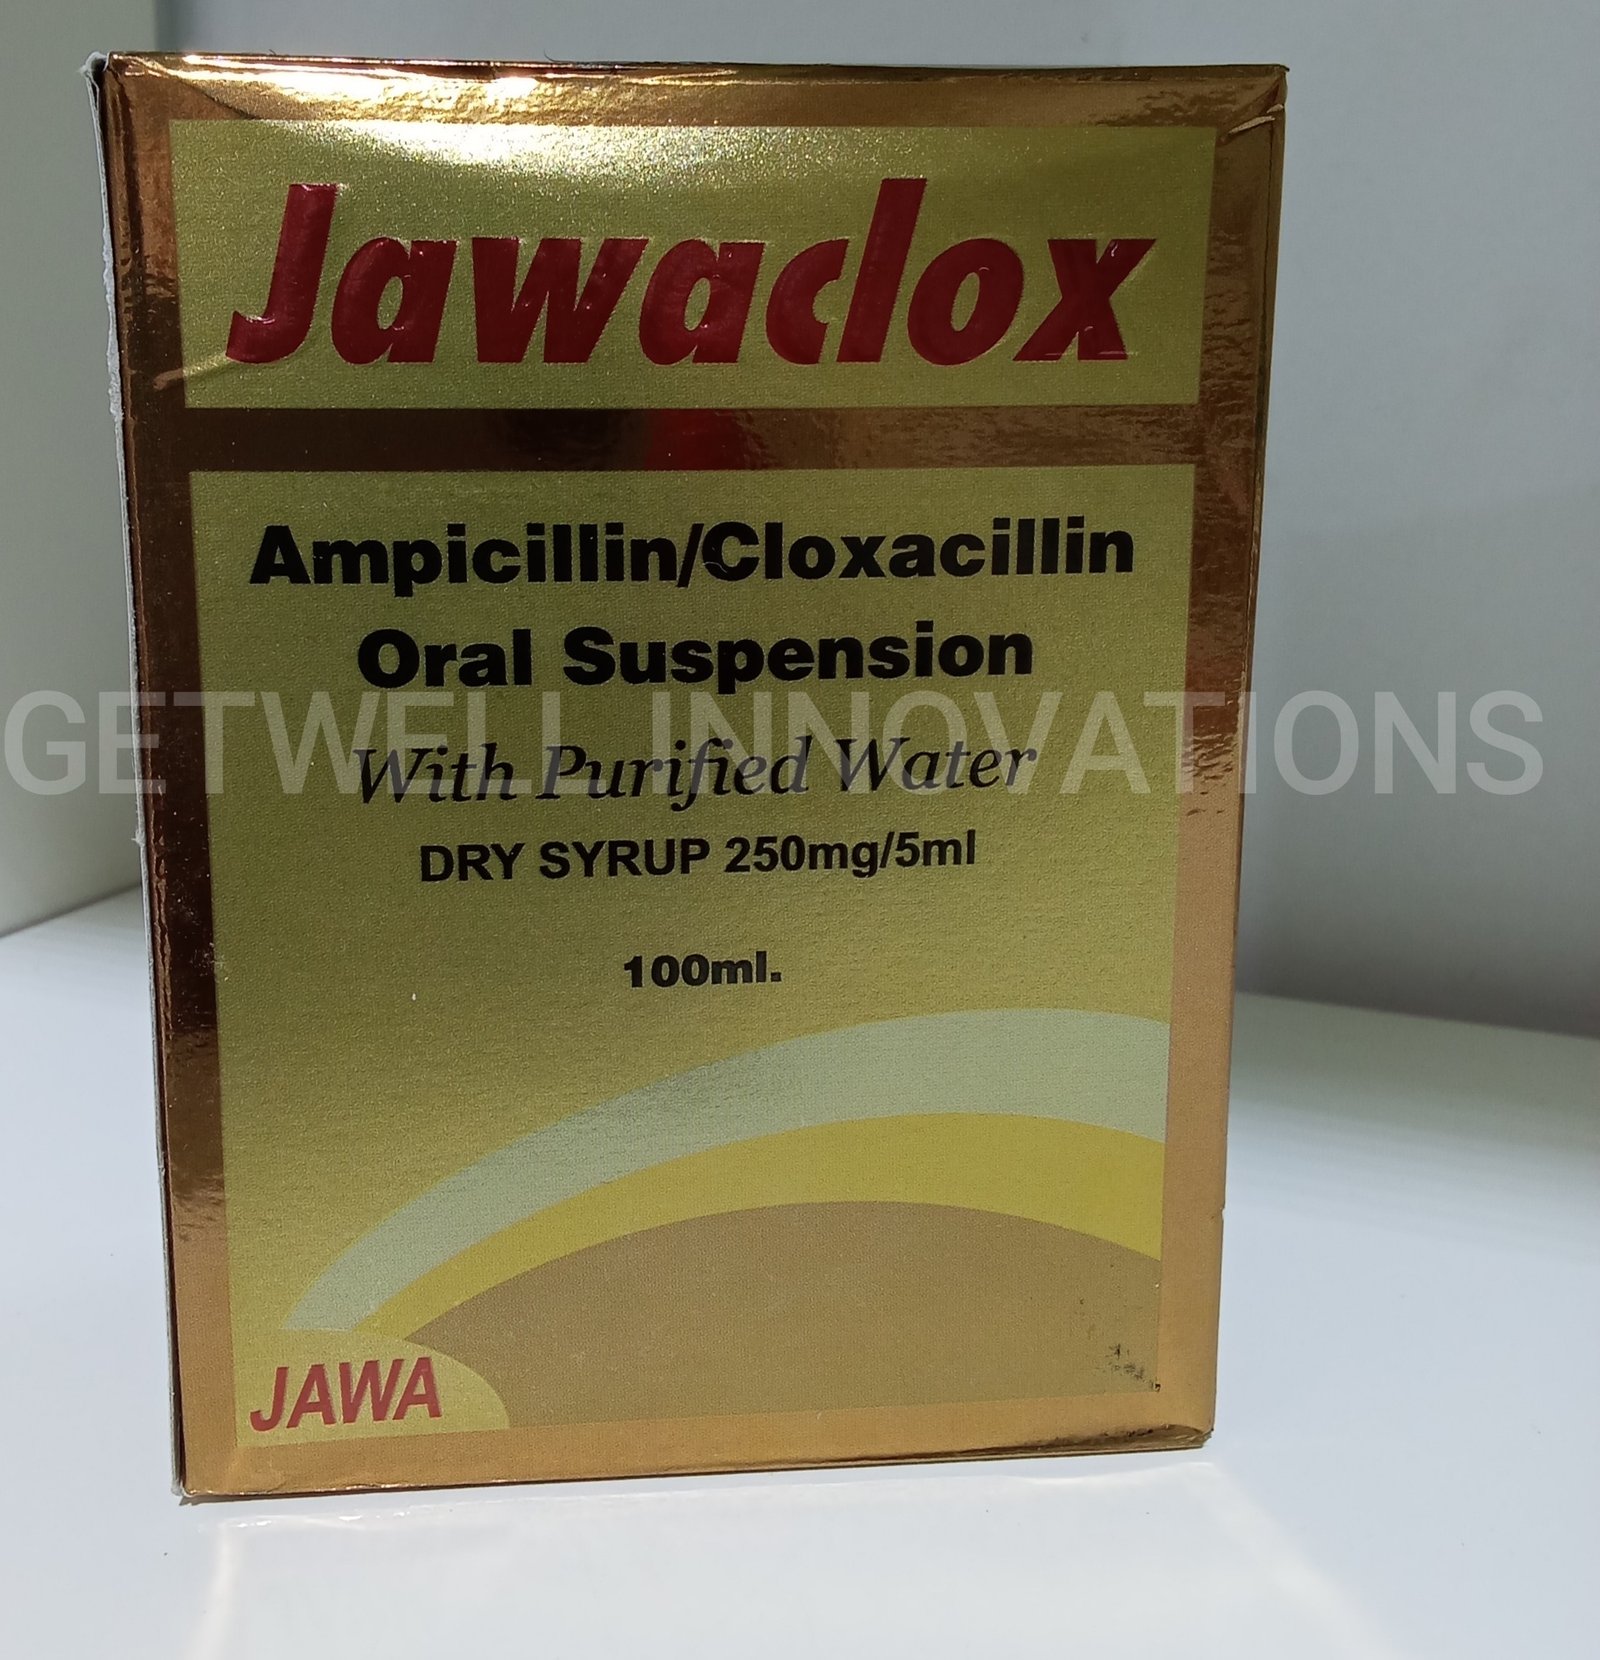 Jawaclox
Ampicillin/Cloxacillin
Oral Suspension
GETWELL INNOVATIONS
With Purified Water
DRY SYRUP 250mg/5ml
100ml.
JAWA